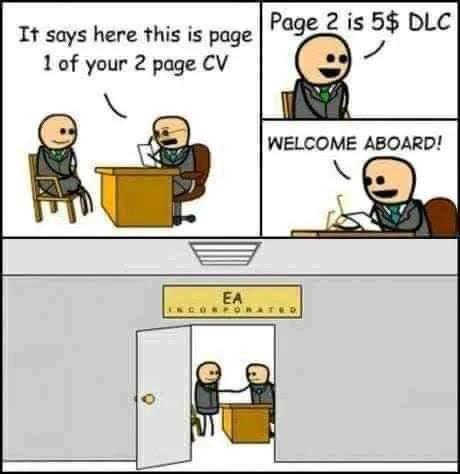 It says here this is page
1 of your 2 page CV
Page 2 is 5$ DLC
WELCOME ABOARD!
EA
INCORPORATED